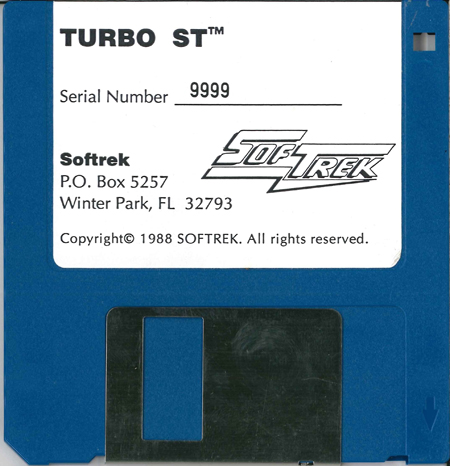 TURBO ST™
Serial Number 9999
SOFTREK
Softrek
P.O. Box 5257
Winter Park, FL 32793
Copyright© 1988 SOFTREK. All rights reserved.